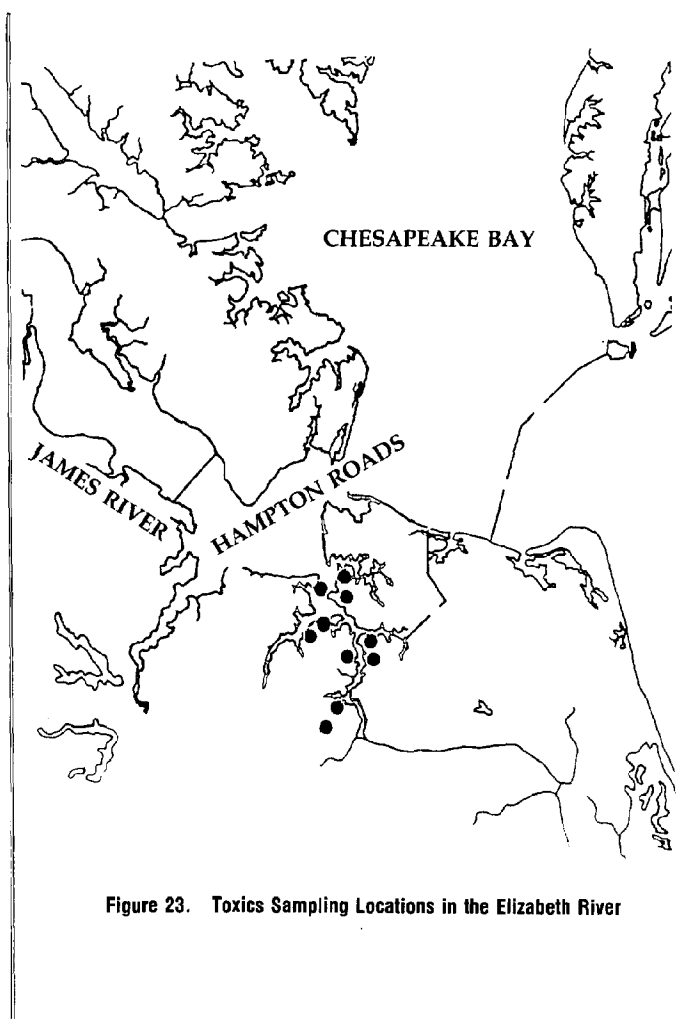 CHESAPEAKE BAY
JAMES RIVER
HAMPTON ROADS
Figure 23. Toxics Sampling Locations in the Elizabeth River